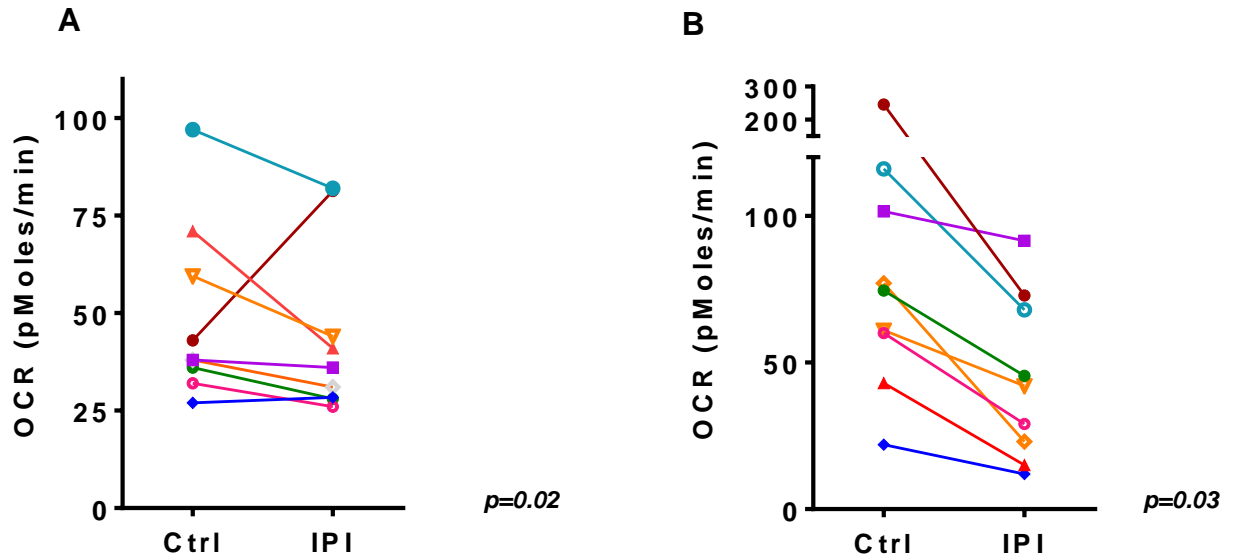 A
OCR (pMoles/min)
100
75
50
25
0
Ctrl
IPI
p=0.02
B
OCR (pMoles/min)
300
200
100
50
0
Ctrl
IPI
p=0.03